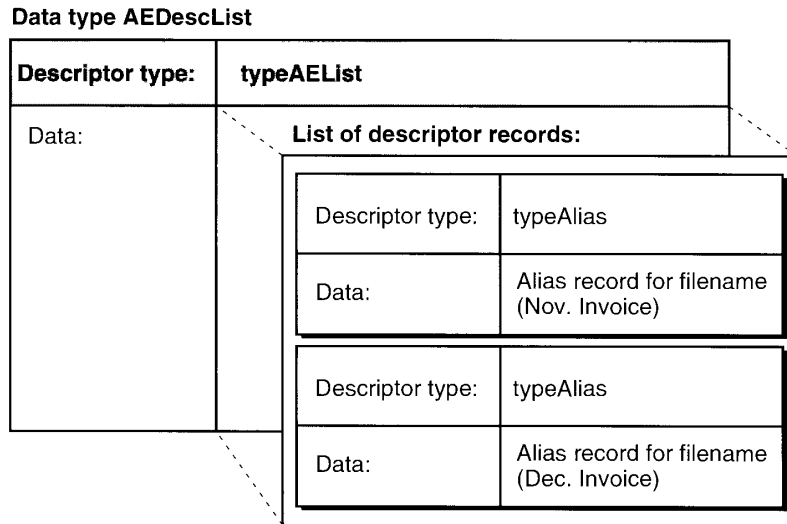 Data type AEDescList
Descriptor type: typeAEList
Data: List of descriptor records:
Descriptor type: typeAlias
Data: Alias record for filename
(Nov. Invoice)
Descriptor type: typeAlias
Data: Alias record for filename
(Dec. Invoice)